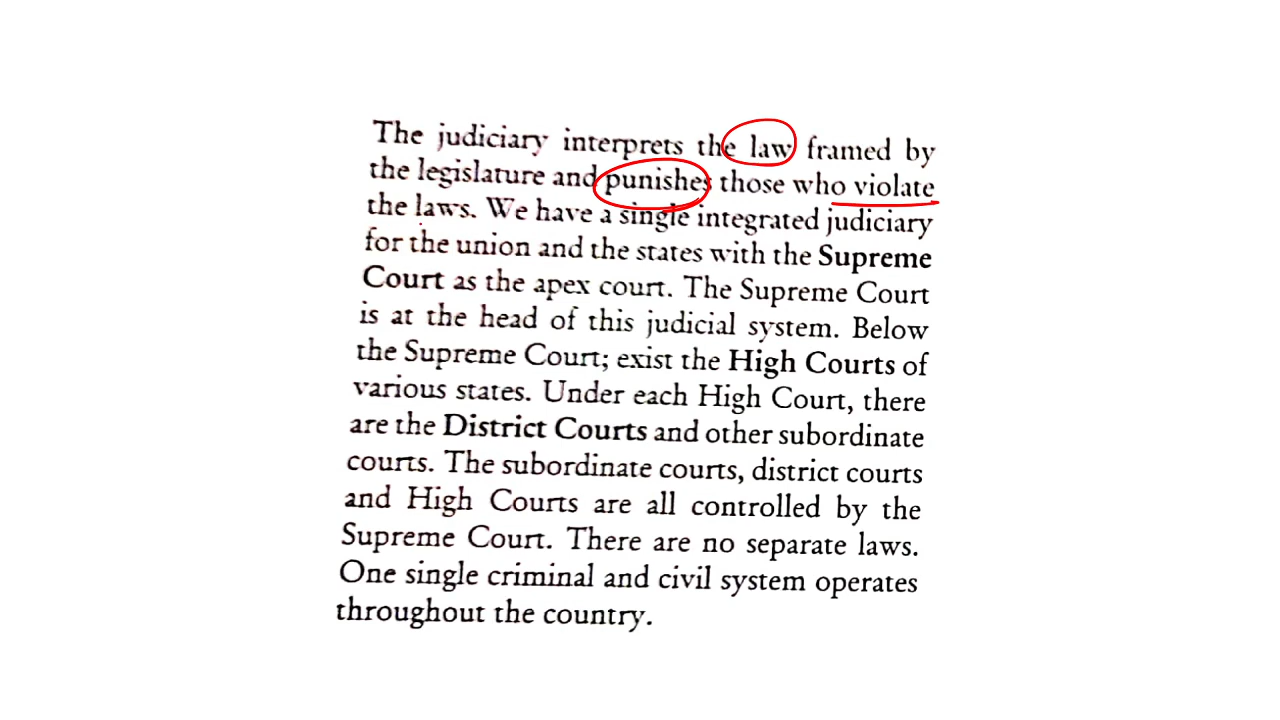 The judiciary interprets the law framed by
the legislature and punishes those who violate
the laws. We have a single integrated judiciary
for the union and the states with the Supreme
Court as the apex court. The Supreme Court
is at the head of this judicial system. Below
the Supreme Court; exist the High Courts of
various states. Under each High Court, there
are the District Courts and other subordinate
courts. The subordinate courts, district courts
and High Courts are all controlled by the
Supreme Court. There are no separate laws.
One single criminal and civil system operates
throughout the country.